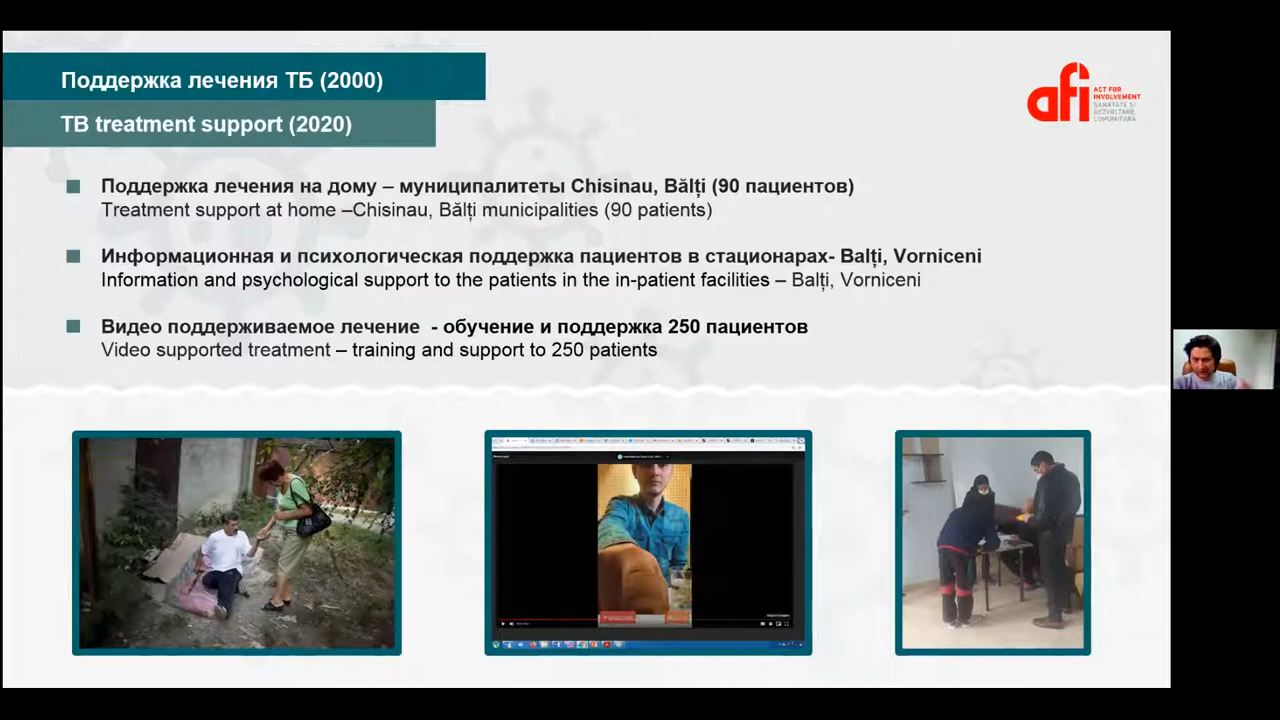 Поддержка лечения ТБ (2000)
TB treatment support (2020)
afi
ACT FOR
INVOLVEMENT
SĂNĂTATE ȘI
DEZVOLTARE
COMUNITARĂ
Поддержка лечения на дому – муниципалитеты Chisinau, Bălți (90 пациентов)
Treatment support at home –Chisinau, Bălți municipalities (90 patients)
Информационная и психологическая поддержка пациентов в стационарах- Balți, Vorniceni
Information and psychological support to the patients in the in-patient facilities – Balți, Vorniceni
Видео поддерживаемое лечение - обучение и поддержка 250 пациентов
Video supported treatment – training and support to 250 patients